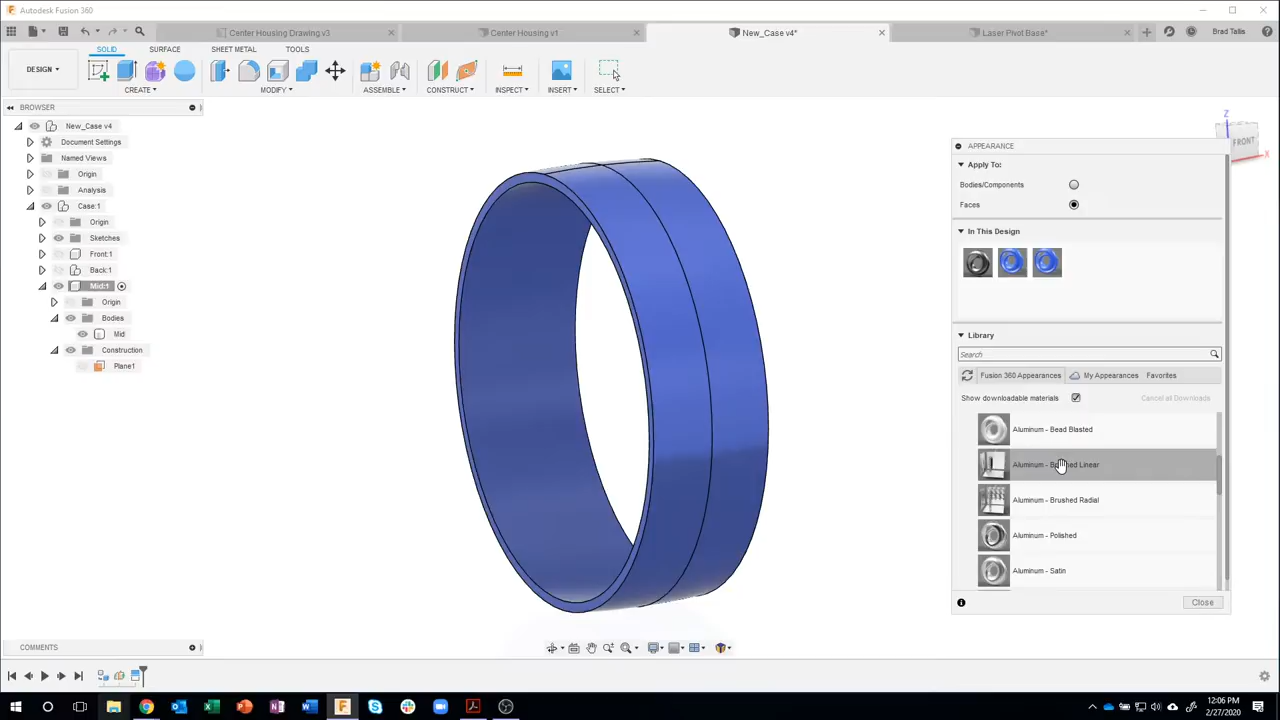 Autodesk Fusion 360
Center Housing Drawing.v3
Center Housing v1
New_Case v4*
Laser Pivot Base*
Brad Tallis
SOLID
SURFACE
SHEET METAL
TOOLS
DESIGN
CREATE
MODIFY
ASSEMBLE
CONSTRUCT
INSPECT
INSERT
SELECT
BROWSER
New_Case v4
Document Settings
Named Views
Origin
Analysis
Case:1
Origin
Sketches
Front:1
Back:1
Mid:1
Origin
Bodies
Mid
Construction
Plane1
Z
FRONT
X
APPEARANCE
Apply To:
Bodies/Components
Faces
In This Design
Library
Search
Fusion 360 Appearances
My Appearances
Favorites
Show downloadable materials
Cancel all Downloads
Aluminum - Bead Blasted
Aluminum - Brushed Linear
Aluminum - Brushed Radial
Aluminum - Polished
Aluminum - Satin
Close
COMMENTS
12:06 PM
2/27/2020